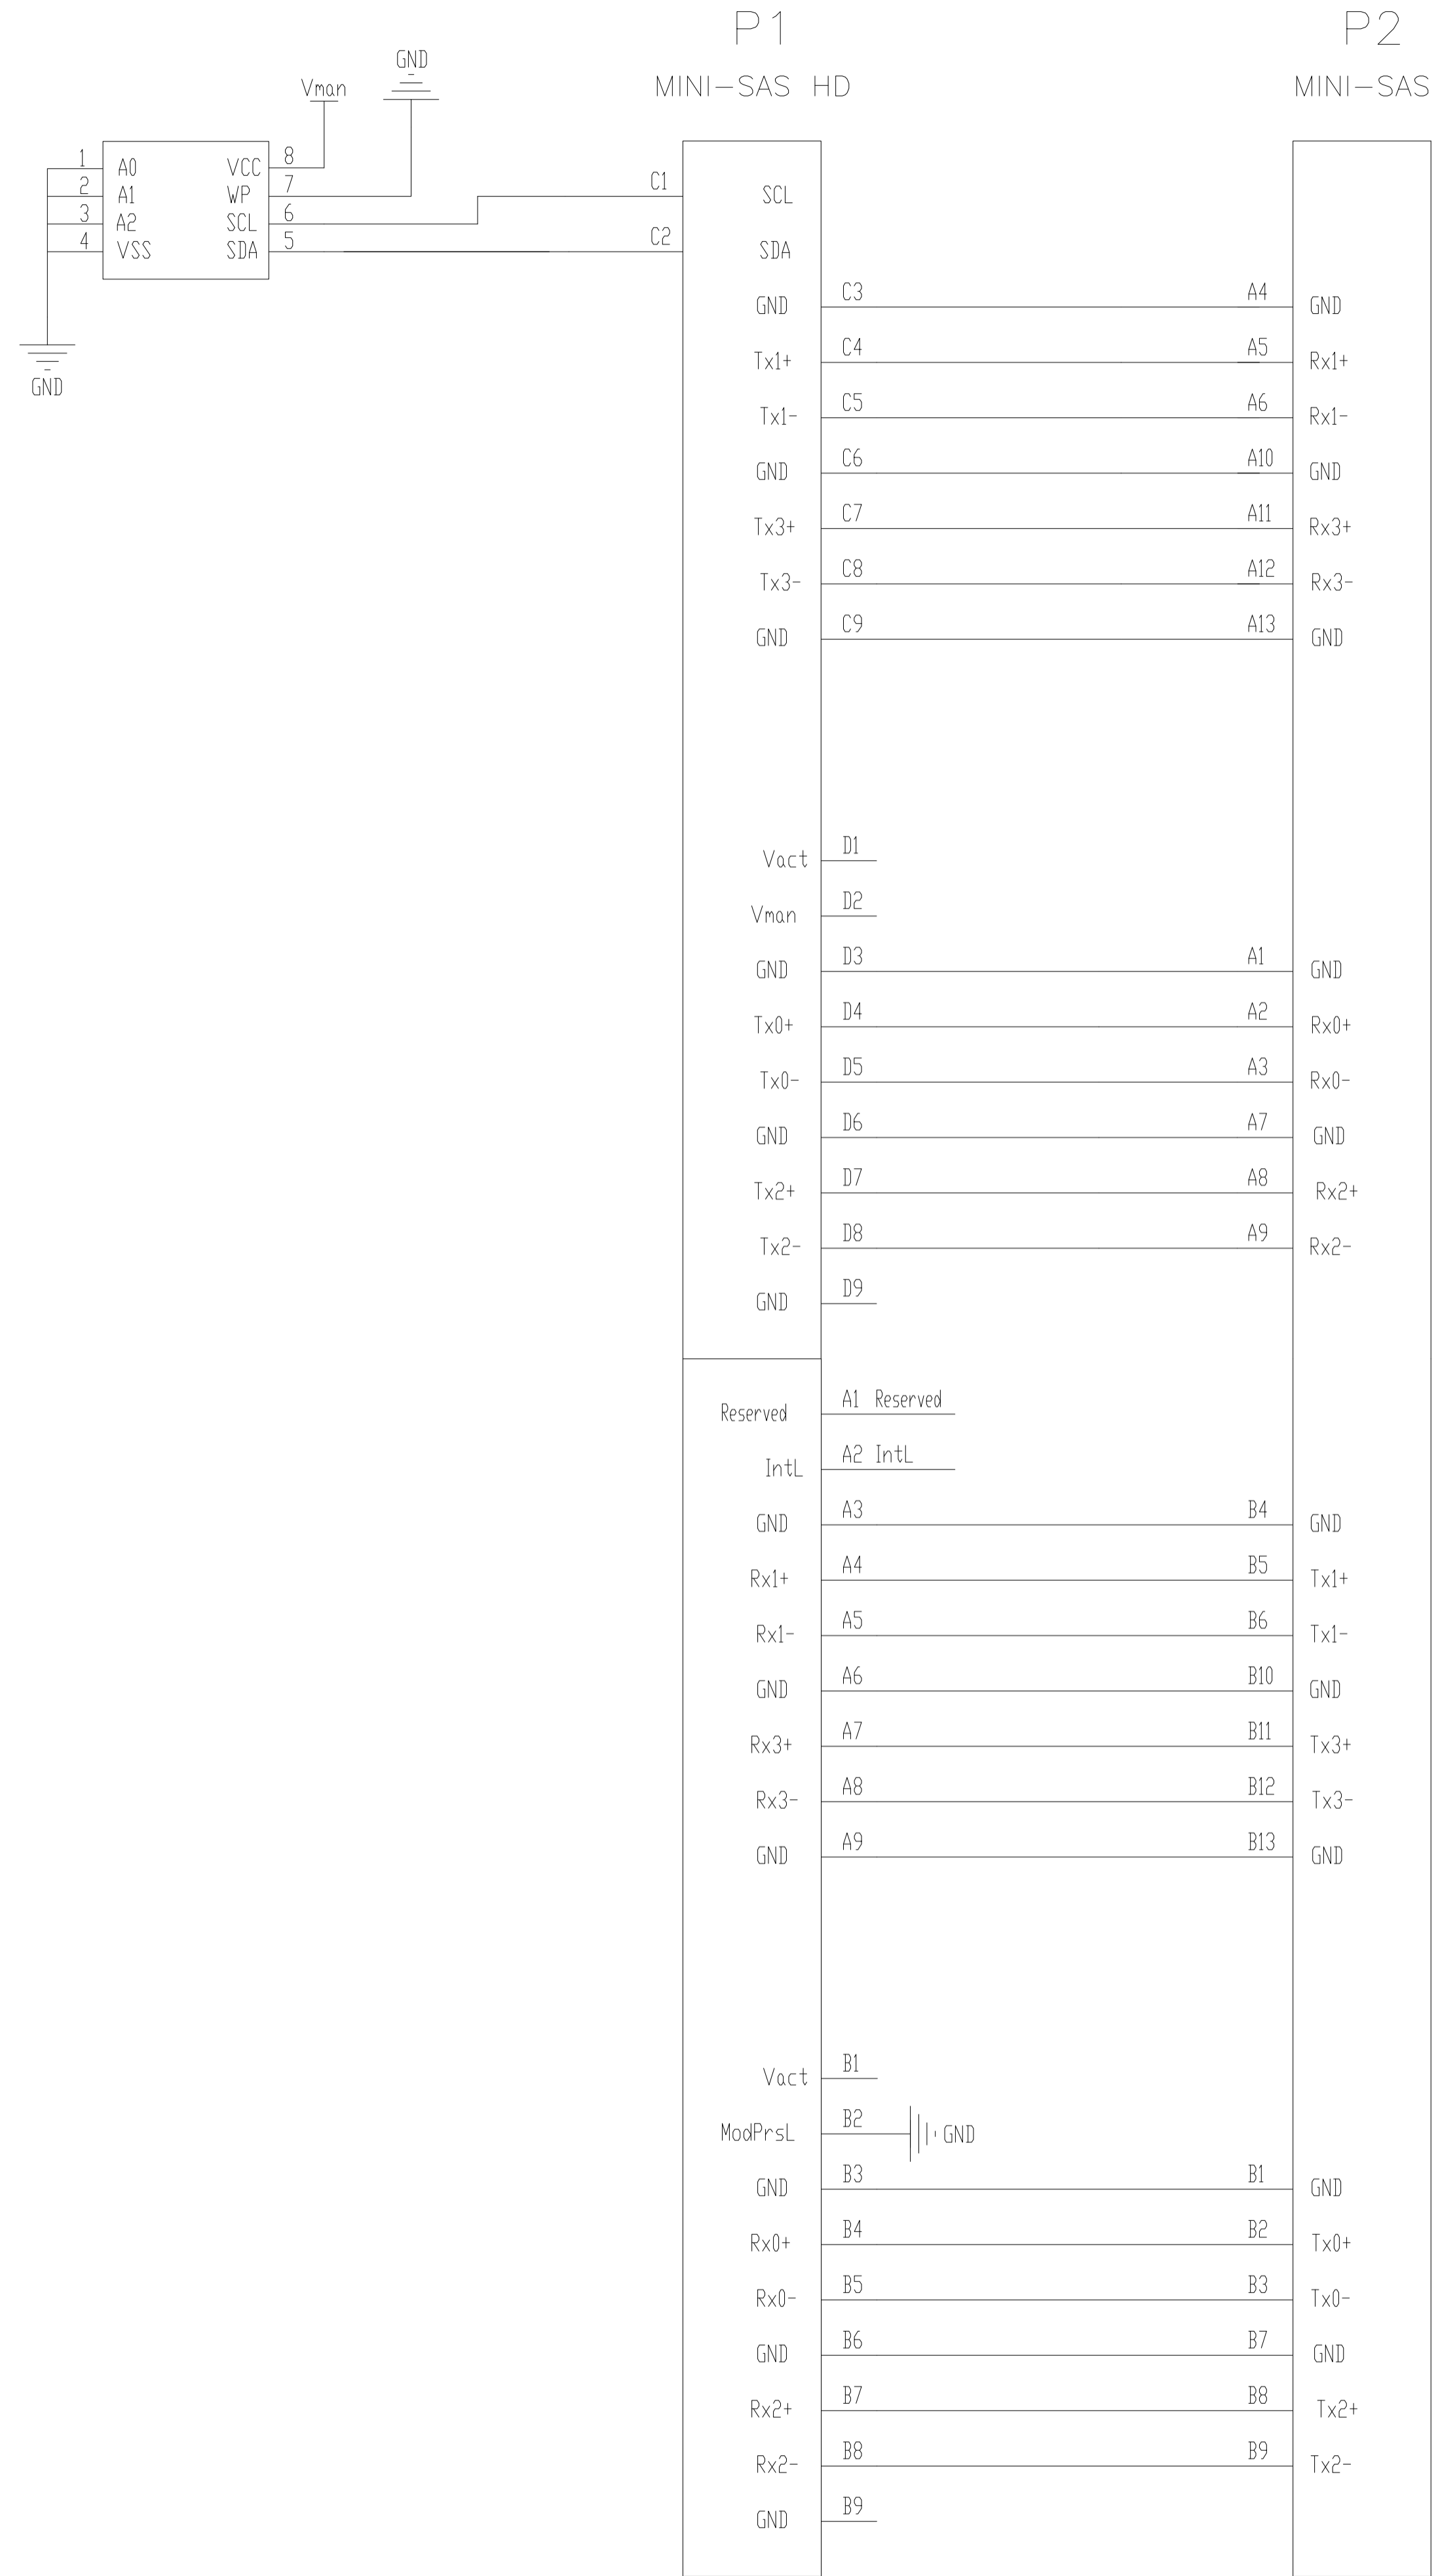 P1 P2
MINI-SAS HD MINI-SAS
GND
Vman
1 A0 VCC 8
2 A1 WP 7
3 A2 SCL 6
4 VSS SDA 5
GND
C1 SCL
C2 SDA
GND C3 A4 GND
Tx1+ C4 A5 Rx1+
Tx1- C5 A6 Rx1-
GND C6 A10 GND
Tx3+ C7 A11 Rx3+
Tx3- C8 A12 Rx3-
GND C9 A13 GND
Vact D1
Vman D2
GND D3 A1 GND
Tx0+ D4 A2 Rx0+
Tx0- D5 A3 Rx0-
GND D6 A7 GND
Tx2+ D7 A8 Rx2+
Tx2- D8 A9 Rx2-
GND D9
Reserved A1 Reserved
IntL A2 IntL
GND A3 B4 GND
Rx1+ A4 B5 Tx1+
Rx1- A5 B6 Tx1-
GND A6 B10 GND
Rx3+ A7 B11 Tx3+
Rx3- A8 B12 Tx3-
GND A9 B13 GND
Vact B1
ModPrsL B2 GND
GND B3 B1 GND
Rx0+ B4 B2 Tx0+
Rx0- B5 B3 Tx0-
GND B6 B7 GND
Rx2+ B7 B8 Tx2+
Rx2- B8 B9 Tx2-
GND B9